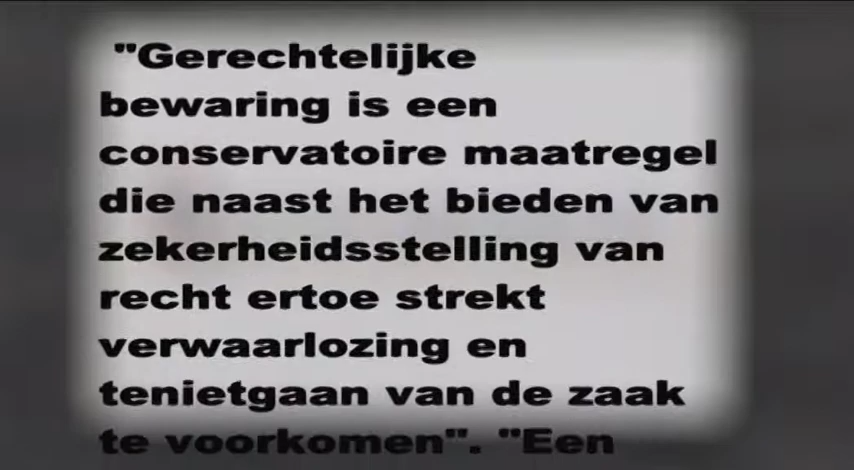 "Gerechtelijke
bewaring is een
conservatoire maatregel
die naast het bieden van
zekerheidsstelling van
recht ertoe strekt
verwaarlozing en
tenietgaan van de zaak
te voorkomen". "Een